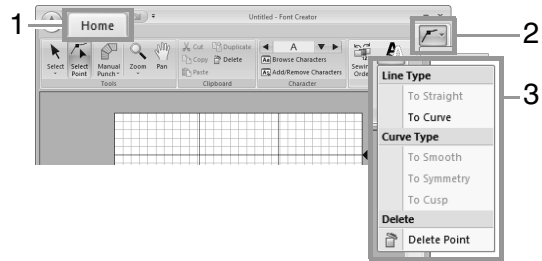 1
Home
Untitled - Font Creator
2
Select
Select Point
Manual Punch
Zoom
Pan
Tools
Cut
Duplicate
Copy
Delete
Paste
Clipboard
A
Browse Characters
Add/Remove Characters
Character
Sewing Order
Line Type
To Straight
To Curve
3
Curve Type
To Smooth
To Symmetry
To Cusp
Delete
Delete Point